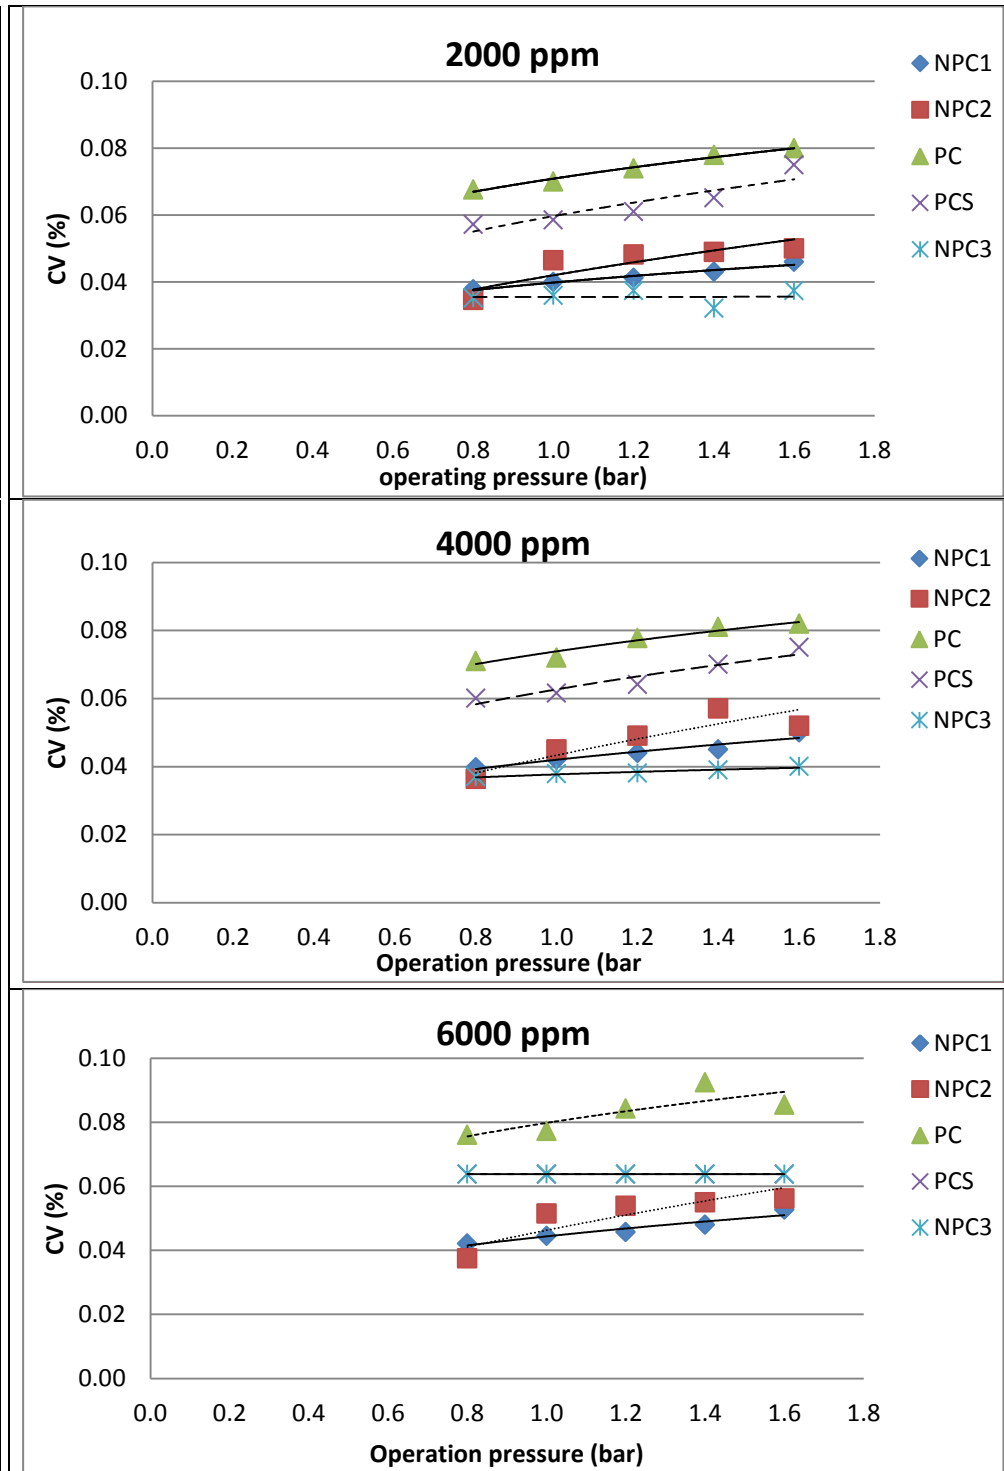 2000 ppm
CV (%)
0.10
0.08
0.06
0.04
0.02
0.00
0.0 0.2 0.4 0.6 0.8 1.0 1.2 1.4 1.6 1.8
operating pressure (bar)
NPC1
NPC2
PC
PCS
NPC3
4000 ppm
CV (%)
0.10
0.08
0.06
0.04
0.02
0.00
0.0 0.2 0.4 0.6 0.8 1.0 1.2 1.4 1.6 1.8
Operation pressure (bar
NPC1
NPC2
PC
PCS
NPC3
6000 ppm
CV (%)
0.10
0.08
0.06
0.04
0.02
0.00
0.0 0.2 0.4 0.6 0.8 1.0 1.2 1.4 1.6 1.8
Operation pressure (bar)
NPC1
NPC2
PC
PCS
NPC3